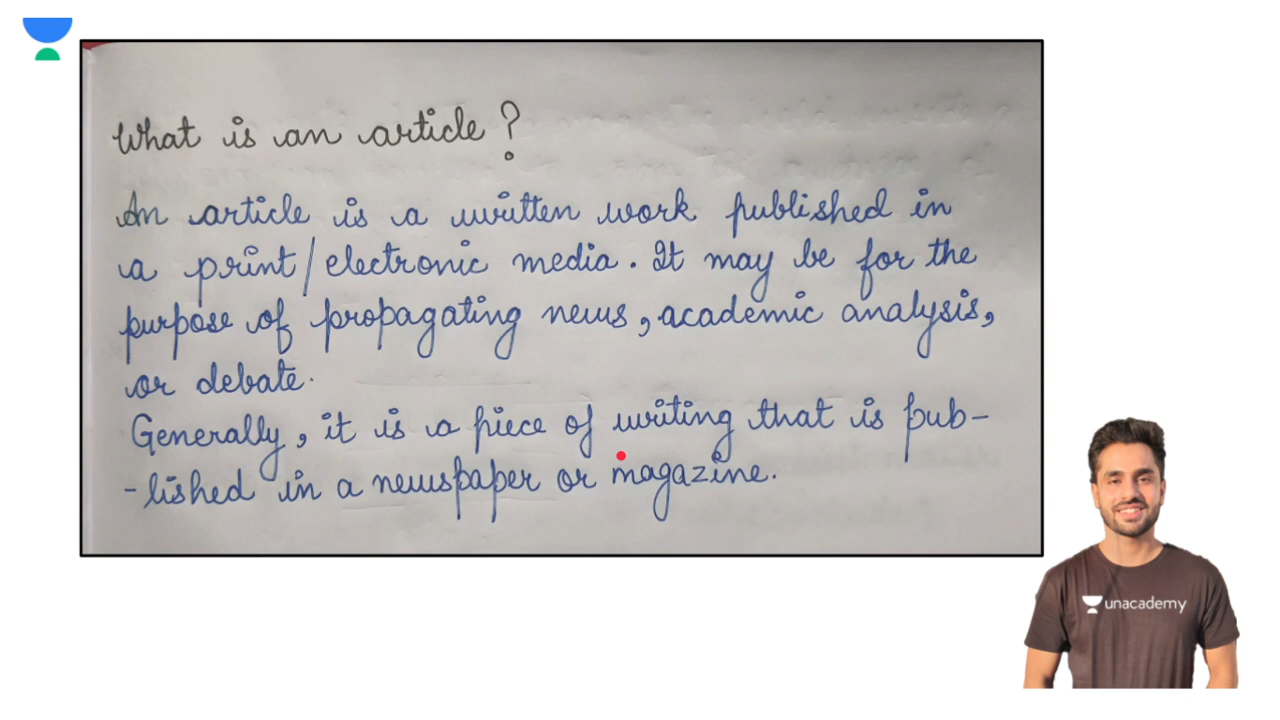 What is an article?
An article is a written work published in
a print/electronic media. It may be for the
purpose of propagating news, academic analysis,
or debate.
Generally, it is a piece of writing that is pub-
-lished in a newspaper or magazine.
unacademy